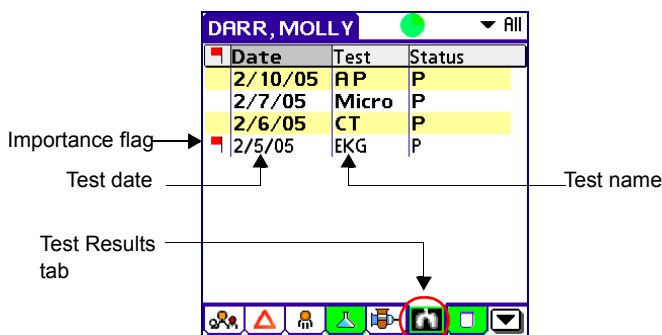 DARR, MOLLY All
Date Test Status
2/10/05 AP P
2/7/05 Micro P
2/6/05 CT P
2/5/05 EKG P
Importance flag
Test date
Test name
Test Results
tab